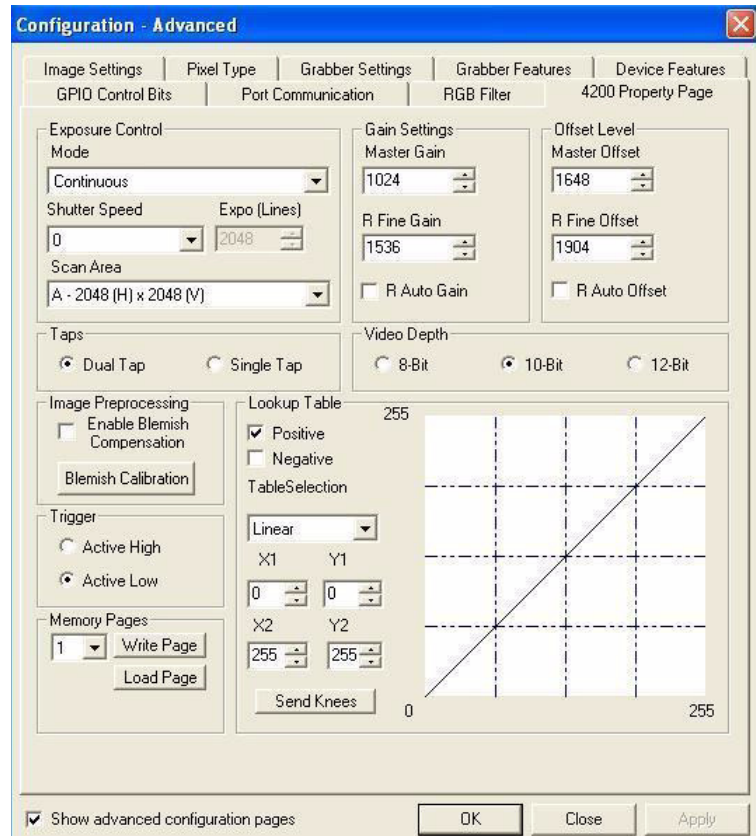 Configuration - Advanced
Image Settings
Pixel Type
Grabber Settings
Grabber Features
Device Features
GPIO Control Bits
Port Communication
RGB Filter
4200 Property Page
Exposure Control
Mode
Continuous
Shutter Speed
Expo (Lines)
0
2048
Scan Area
A - 2048 (H) x 2048 (V)
Gain Settings
Master Gain
1024
R Fine Gain
1536
R Auto Gain
Offset Level
Master Offset
1648
R Fine Offset
1904
R Auto Offset
Taps
Dual Tap
Single Tap
Video Depth
8-Bit
10-Bit
12-Bit
Image Preprocessing
Enable Blemish
Compensation
Blemish Calibration
Trigger
Active High
Active Low
Memory Pages
1
Write Page
Load Page
Lookup Table
Positive
Negative
TableSelection
Linear
X1
Y1
0
0
X2
Y2
255
255
Send Knees
255
0
255
Show advanced configuration pages
OK
Close
Apply